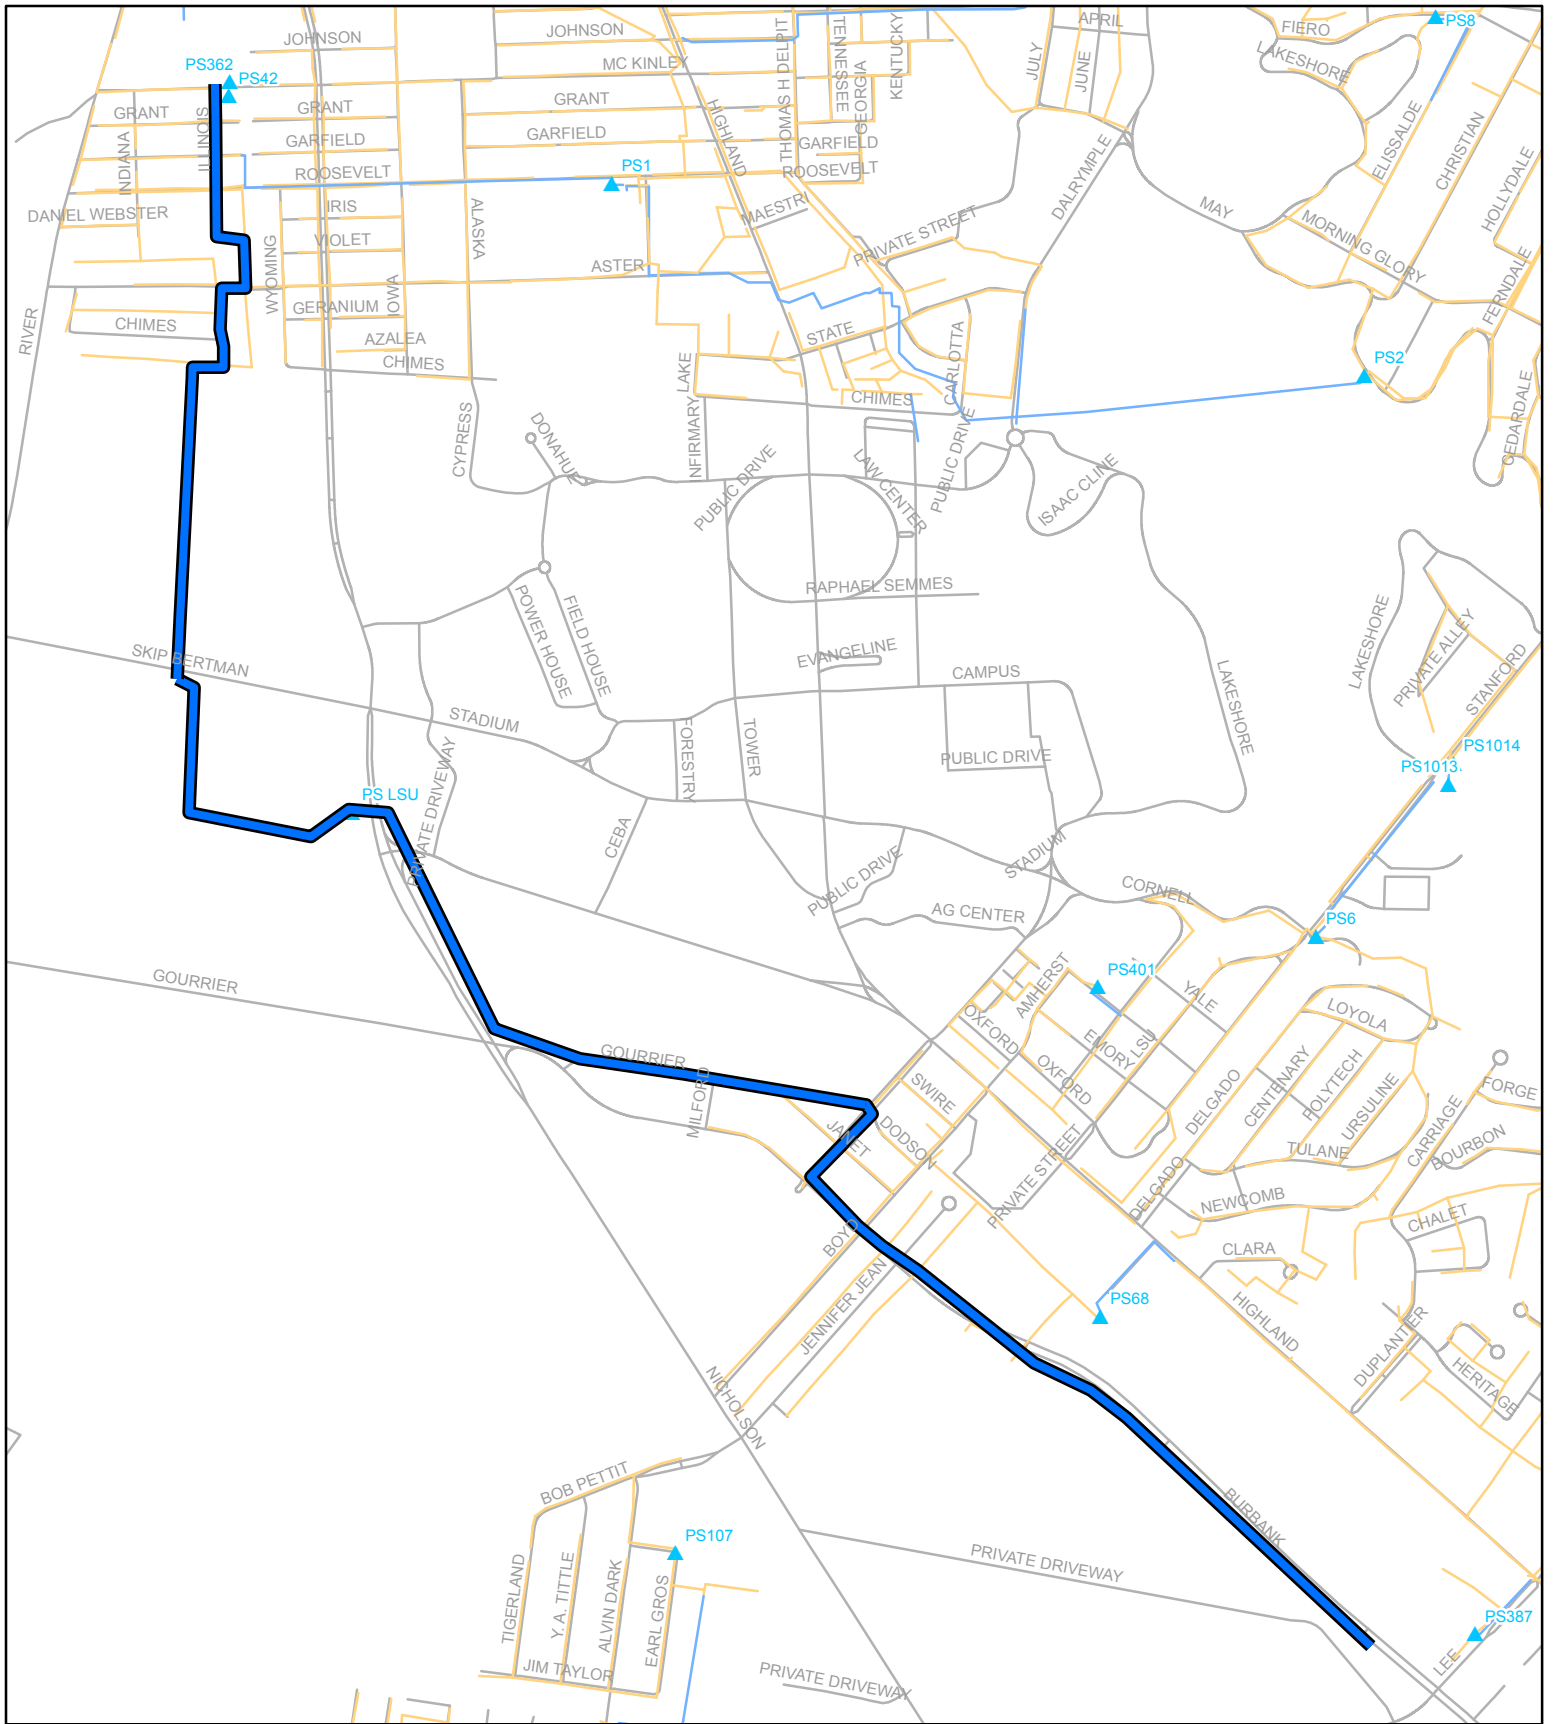 JOHNSON
JOHNSON
THOMAS H DELPIT
TENNESSEE
KENTUCKY
APRIL
FIERO
PS8
PS362
PS42
MC KINLEY
GEORGIA
JULY
JUNE
LAKESHORE
GRANT
GRANT
GRANT
ILLINOIS
INDIANA
GARFIELD
GARFIELD
GARFIELD
HIGHLAND
ELISSALDE
CHRISTIAN
HOLLYDALE
ROOSEVELT
PS1
ROOSEVELT
DALRYMPLE
DANIEL WEBSTER
IRIS
ALASKA
MAESTRI
PRIVATE STREET
MAY
MORNING GLORY
VIOLET
WYOMING
ASTER
FERNDALE
IOWA
GERANIUM
RIVER
CHIMES
AZALEA
CHIMES
STATE
CARLOTTA
PS2
NFIRMARY LAKE
CHIMES
CEDARDALE
CYPRESS
DONAHUE
PUBLIC DRIVE
LAW CENTER
PUBLIC DRIVE
ISAAC CLINE
POWER HOUSE
FIELD HOUSE
RAPHAEL SEMMES
EVANGELINE
CAMPUS
LAKESHORE
LAKESHORE
PRIVATE ALLEY
STANFORD
SKIP BERTMAN
STADIUM
FORESTRY
TOWER
PUBLIC DRIVE
PS1014
PS1013
PS LSU
PRIVATE DRIVEWAY
CEBA
PUBLIC DRIVE
STADIUM
CORNELL
AG CENTER
PS6
GOURRIER
AMHERST
PS401
YALE
OXFORD
LOYOLA
EMORY
LSU
GOURRIER
MILFORD
OXFORD
SWIRE
DELGADO
CENTENARY
POLYTECH
URSULINE
FORGE
CARRIAGE
JANET
DODSON
TULANE
BOURBON
PRIVATE STREET
DELGADO
NEWCOMB
CHALET
BOYD
JENNIFER JEAN
CLARA
PS68
HIGHLAND
DUPLANTIER
HERITAGE
NICHOLSON
BOB PETTIT
BURBANK
PS107
PRIVATE DRIVEWAY
TIGERLAND
Y. A. TITTLE
ALVIN DARK
EARL GROS
JIM TAYLOR
PRIVATE DRIVEWAY
PS387
LEE